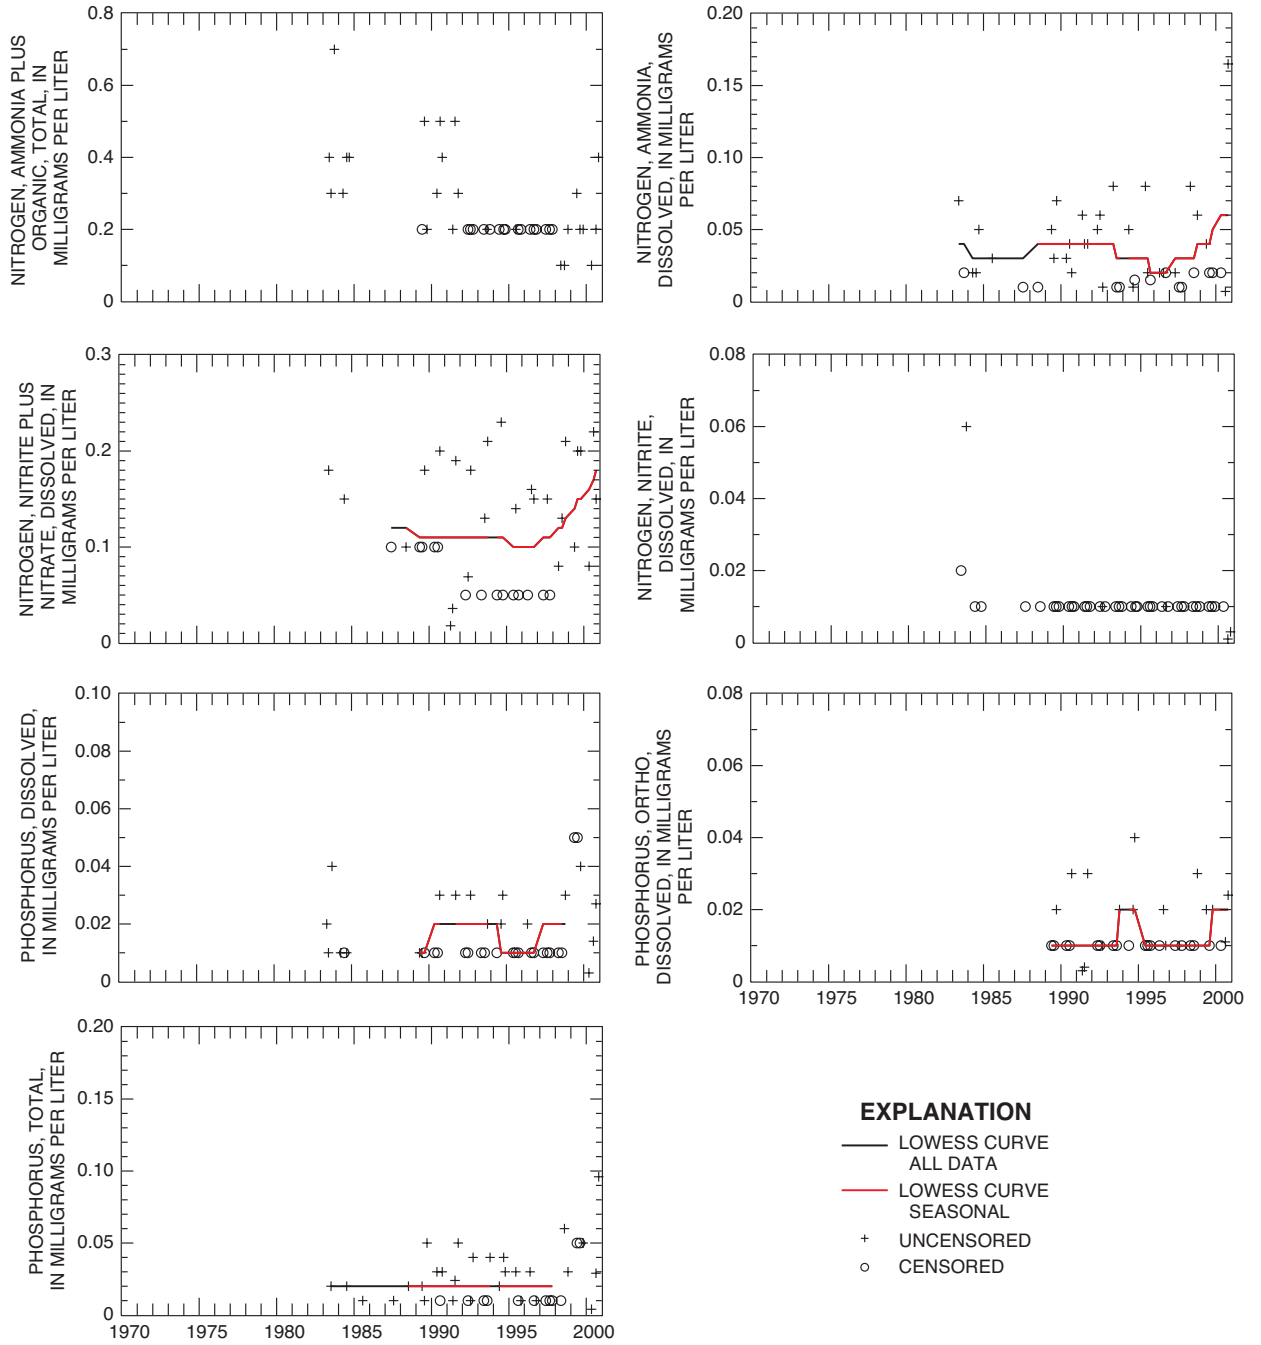 NITROGEN, AMMONIA PLUS
ORGANIC, TOTAL, IN
MILLIGRAMS PER LITER
0.8
0.6
0.4
0.2
0
NITROGEN, AMMONIA,
DISSOLVED, IN MILLIGRAMS
PER LITER
0.20
0.15
0.10
0.05
0
NITROGEN, NITRITE PLUS
NITRATE, DISSOLVED, IN
MILLIGRAMS PER LITER
0.3
0.2
0.1
0
NITROGEN, NITRITE,
DISSOLVED, IN
MILLIGRAMS PER LITER
0.08
0.06
0.04
0.02
0
PHOSPHORUS, DISSOLVED,
IN MILLIGRAMS PER LITER
0.10
0.08
0.06
0.04
0.02
0
PHOSPHORUS, ORTHO,
DISSOLVED, IN MILLIGRAMS
PER LITER
0.08
0.06
0.04
0.02
0
1970 1975 1980 1985 1990 1995 2000
PHOSPHORUS, TOTAL,
IN MILLIGRAMS PER LITER
0.20
0.15
0.10
0.05
0
1970 1975 1980 1985 1990 1995 2000
EXPLANATION
LOWESS CURVE
ALL DATA
LOWESS CURVE
SEASONAL
UNCENSORED
CENSORED